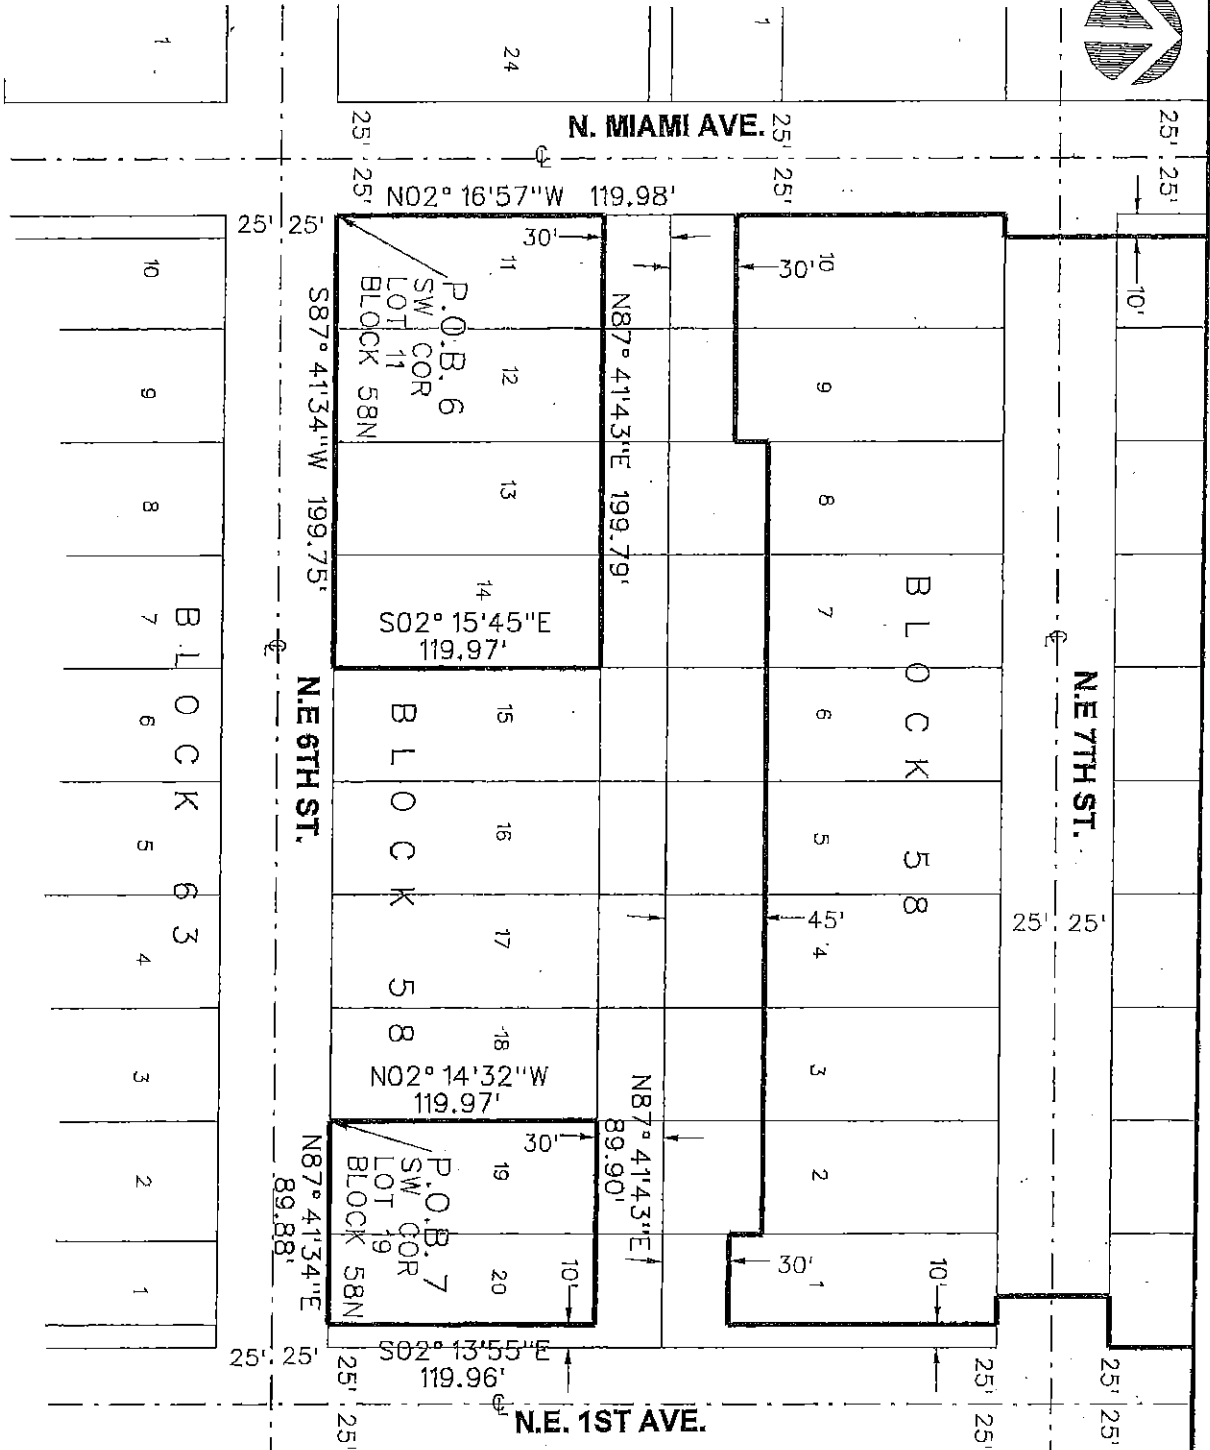 1
24
1
25'
N. MIAMI AVE.
25'
25'
25'
25'
25'
N02° 16'57"W 119.98'
25' 25'
30'
30'
10'
P.O.B. 6
SW COR
LOT 11
BLOCK 58N
11
12
13
14
S87° 41'34"W 199.75'
N87° 41'43"E 199.79'
S02° 15'45"E
119.97'
10
9
8
7
6
5
4
3
2
1
BLOCK 58
10
9
8
7
6
5
4
3
2
1
BLOCK 63
N.E 6TH ST.
N.E 7TH ST.
BLOCK 58
15
16
17
18
45'
25' 25'
N02° 14'32"W
119.97'
30'
N87° 41'43"E
89.90'
P.O.B. 7
SW COR
LOT 19
BLOCK 58N
19
20
N87° 41'34"E
89.88'
10'
30'
10'
25' 25'
S02° 13'55"E
119.96'
25'
25'
25'
25'
25'
25'
N.E. 1ST AVE.